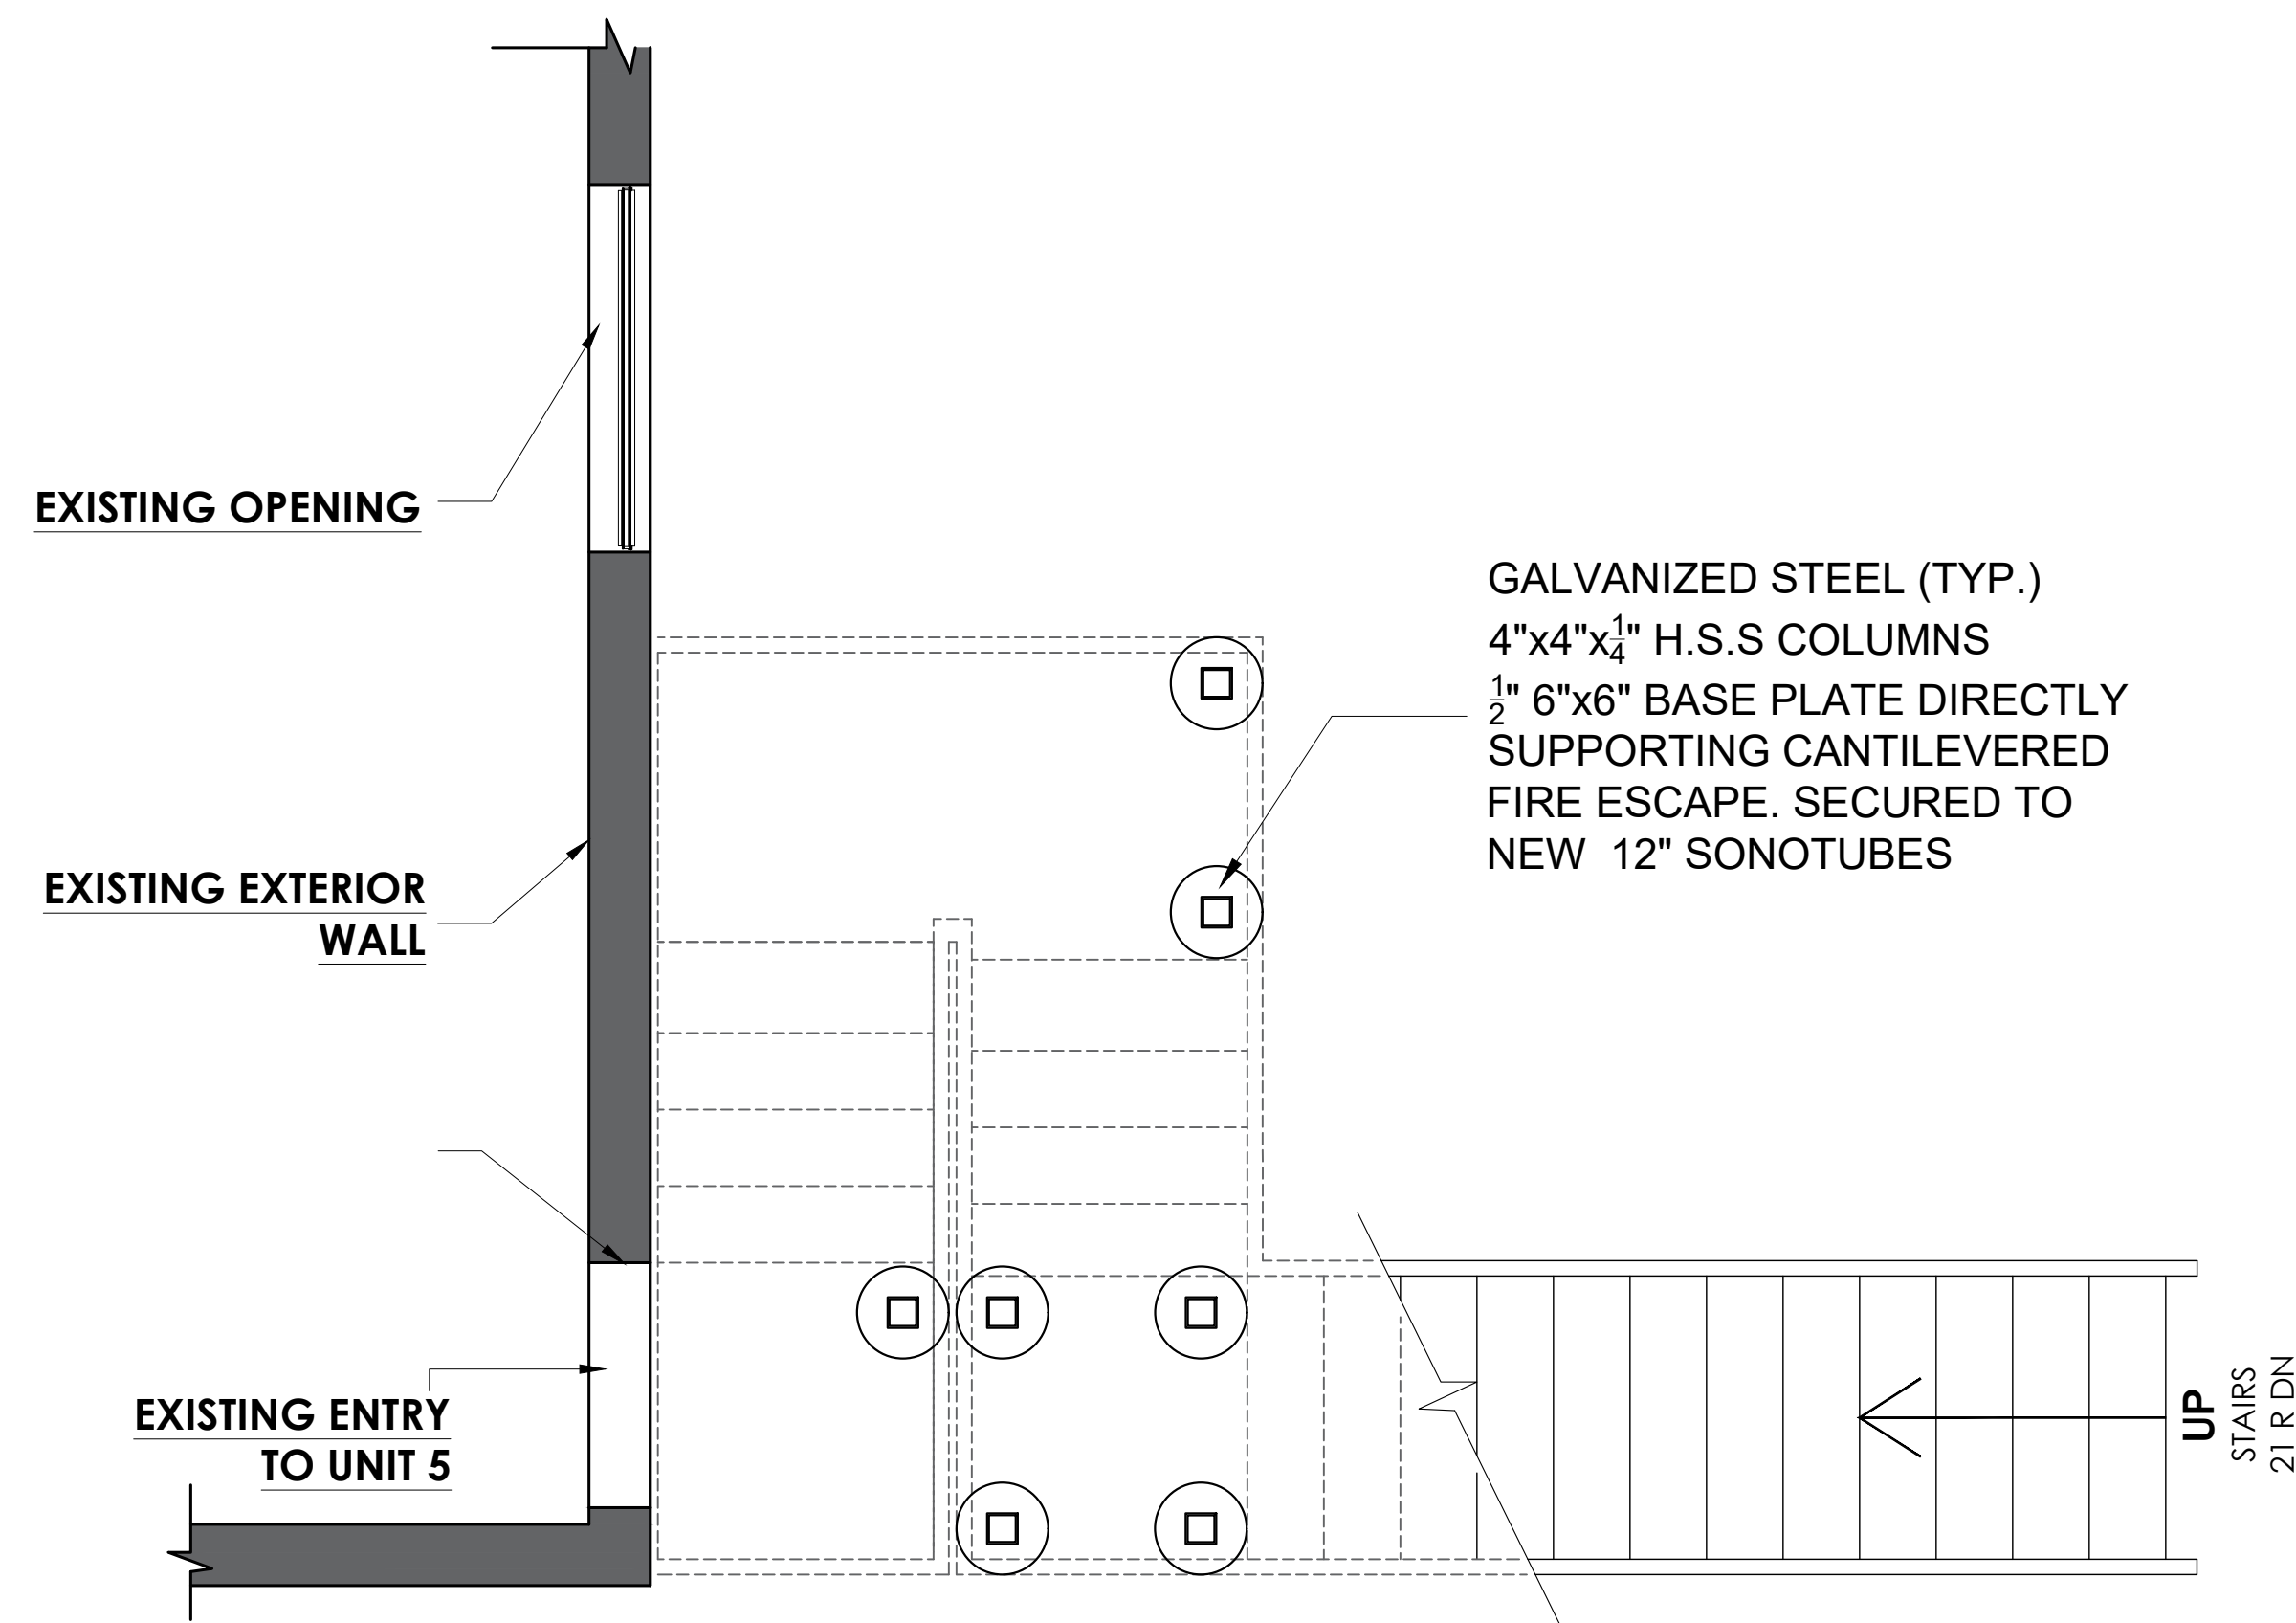 EXISTING OPENING
GALVANIZED STEEL (TYP.)
4"x4"x1/4" H.S.S COLUMNS
1/2" 6"x6" BASE PLATE DIRECTLY
SUPPORTING CANTILEVERED
FIRE ESCAPE. SECURED TO
NEW 12" SONOTUBES
EXISTING EXTERIOR
WALL
EXISTING ENTRY
TO UNIT 5
UP
STAIRS
21 R DN